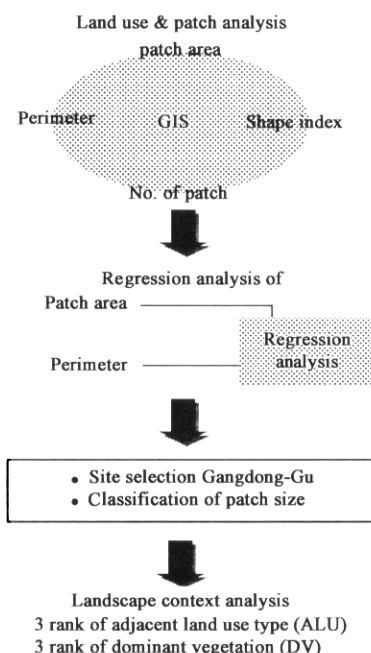 Land use & patch analysis
patch area
Perimeter GIS Shape index
No. of patch
Regression analysis of
Patch area
Regression
analysis
Perimeter
• Site selection Gangdong-Gu
• Classification of patch size
Landscape context analysis
3 rank of adjacent land use type (ALU)
3 rank of dominant vegetation (DV)